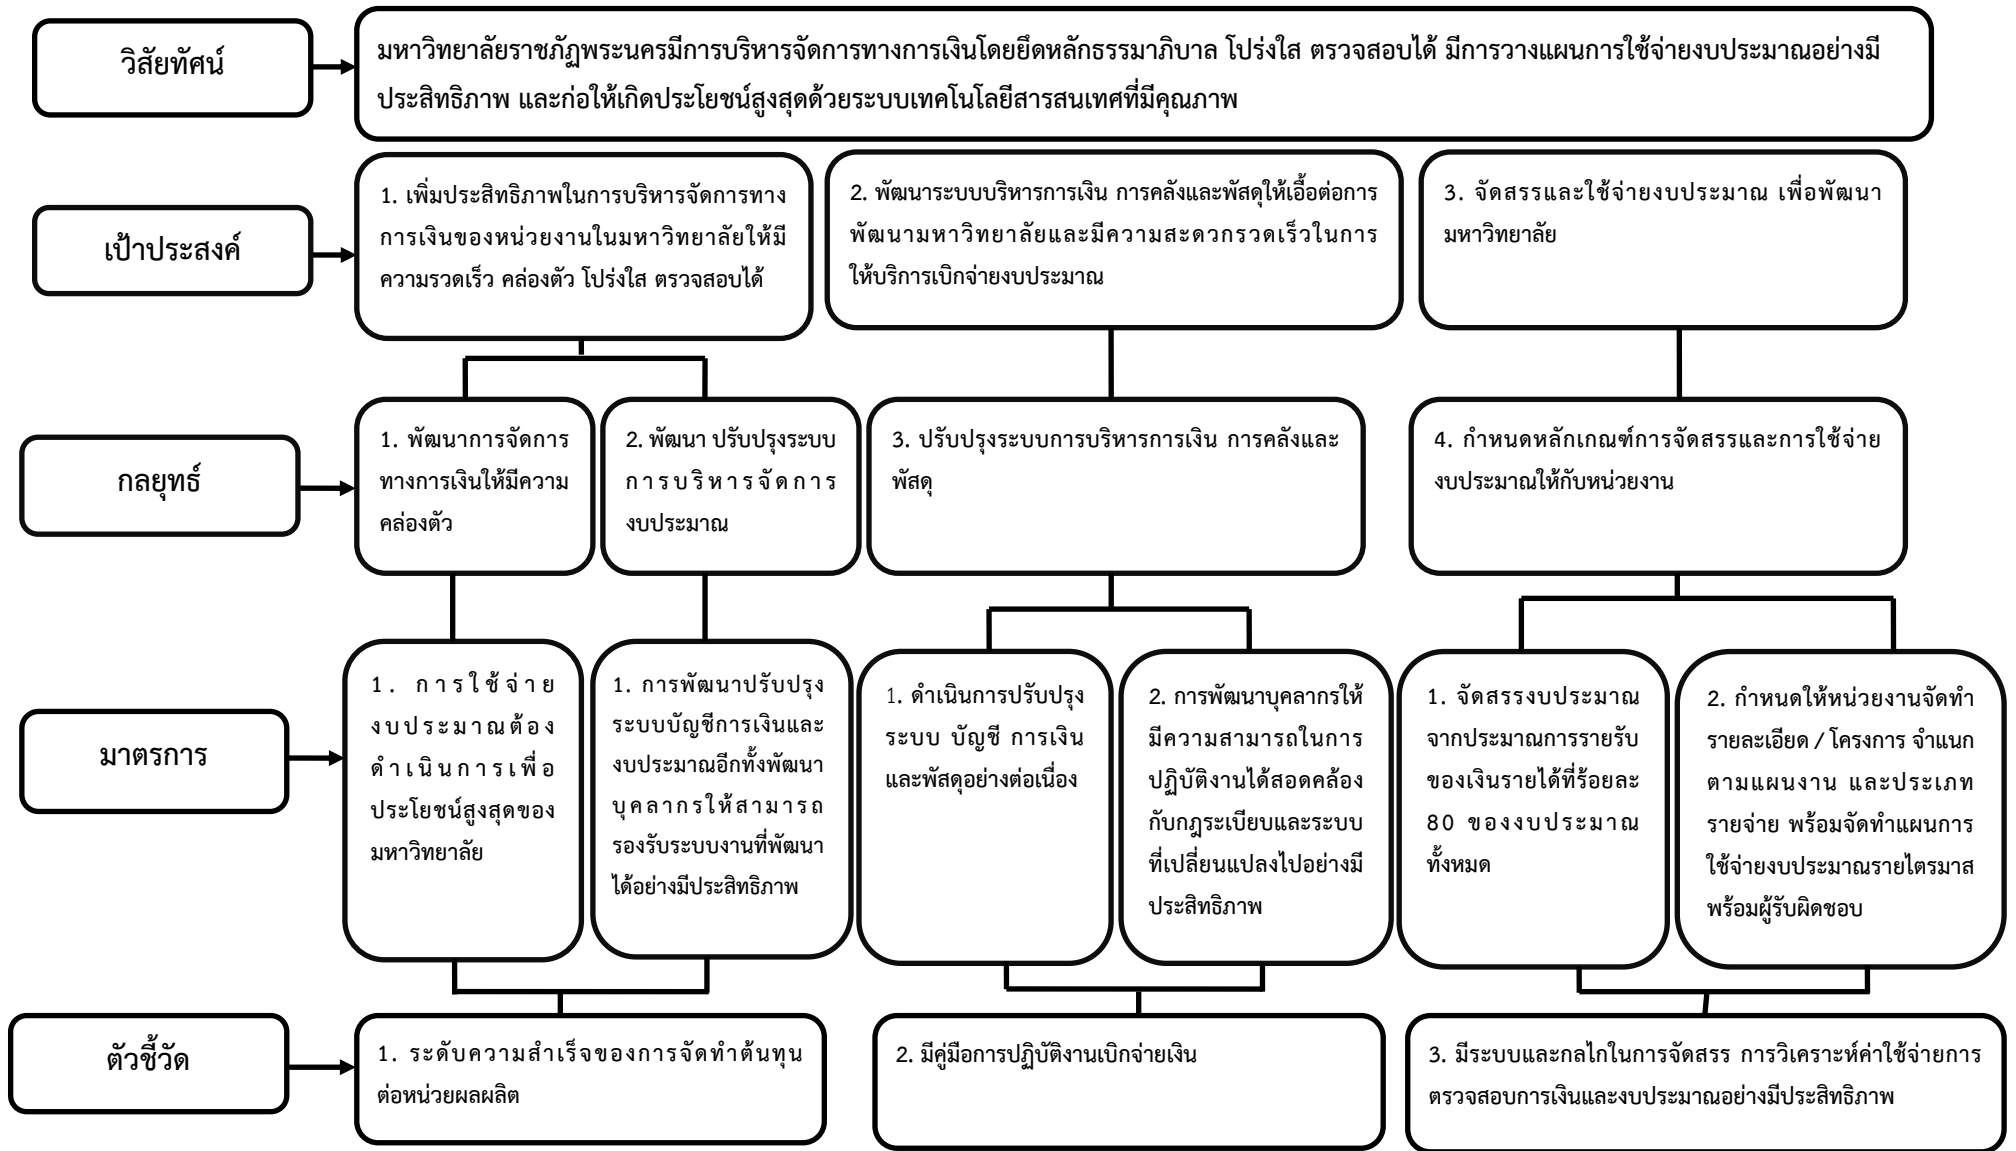 วิสัยทัศน์
มหาวิทยาลัยราชภัฏพระนครมีการบริหารจัดการทางการเงินโดยยึดหลักธรรมาภิบาล โปร่งใส ตรวจสอบได้ มีการวางแผนการใช้จ่ายงบประมาณอย่างมี
ประสิทธิภาพ และก่อให้เกิดประโยชน์สูงสุดด้วยระบบเทคโนโลยีสารสนเทศที่มีคุณภาพ
เป้าประสงค์
1. เพิ่มประสิทธิภาพในการบริหารจัดการทาง
การเงินของหน่วยงานในมหาวิทยาลัยให้มี
ความรวดเร็ว คล่องตัว โปร่งใส ตรวจสอบได้
2. พัฒนาระบบบริหารการเงิน การคลังและพัสดุให้เอื้อต่อการ
พัฒนามหาวิทยาลัยและมีความสะดวกรวดเร็วในการ
ให้บริการเบิกจ่ายงบประมาณ
3. จัดสรรและใช้จ่ายงบประมาณ เพื่อพัฒนา
มหาวิทยาลัย
กลยุทธ์
1. พัฒนาการจัดการ
ทางการเงินให้มีความ
คล่องตัว
2. พัฒนา ปรับปรุงระบบ
การบริหารจัดการ
งบประมาณ
3. ปรับปรุงระบบการบริหารการเงิน การคลังและ
พัสดุ
4. กำหนดหลักเกณฑ์การจัดสรรและการใช้จ่าย
งบประมาณให้กับหน่วยงาน
มาตรการ
1. การใช้จ่าย
งบประมาณต้อง
ดำเนินการเพื่อ
ประโยชน์สูงสุดของ
มหาวิทยาลัย
1. การพัฒนาปรับปรุง
ระบบบัญชีการเงินและ
งบประมาณอีกทั้งพัฒนา
บุคลากรให้สามารถ
รองรับระบบงานที่พัฒนา
ได้อย่างมีประสิทธิภาพ
1. ดำเนินการปรับปรุง
ระบบ บัญชี การเงิน
และพัสดุอย่างต่อเนื่อง
2. การพัฒนาบุคลากรให้
มีความสามารถในการ
ปฏิบัติงานได้สอดคล้อง
กับกฎระเบียบและระบบ
ที่เปลี่ยนแปลงไปอย่างมี
ประสิทธิภาพ
1. จัดสรรงบประมาณ
จากประมาณการรายรับ
ของเงินรายได้ที่ร้อยละ
80 ของงบประมาณ
ทั้งหมด
2. กำหนดให้หน่วยงานจัดทำ
รายละเอียด / โครงการ จำแนก
ตามแผนงาน และประเภท
รายจ่าย พร้อมจัดทำแผนการ
ใช้จ่ายงบประมาณรายไตรมาส
พร้อมผู้รับผิดชอบ
ตัวชี้วัด
1. ระดับความสำเร็จของการจัดทำต้นทุน
ต่อหน่วยผลผลิต
2. มีคู่มือการปฏิบัติงานเบิกจ่ายเงิน
3. มีระบบและกลไกในการจัดสรร การวิเคราะห์ค่าใช้จ่ายการ
ตรวจสอบการเงินและงบประมาณอย่างมีประสิทธิภาพ